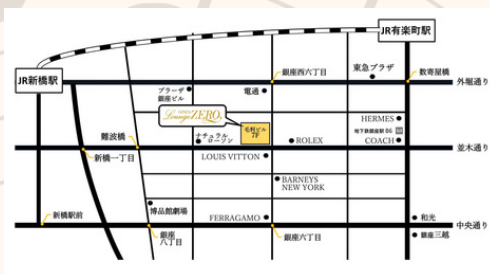 JR有楽町駅
JR新橋駅
東急プラザ
銀座西六丁目
数寄屋橋
外堀通り
プラーザ
銀座ビル
電通
Lounge ZERO.
毛利ビル
7F
HERMES
地下鉄銀座駅 06
COACH
難波橋
ナチュラル
ローソン
ROLEX
並木通り
新橋一丁目
LOUIS VITTON
BARNEYS
NEW YORK
博品館劇場
新橋駅前
FERRAGAMO
和光
中央通り
銀座
八丁目
銀座六丁目
銀座三越